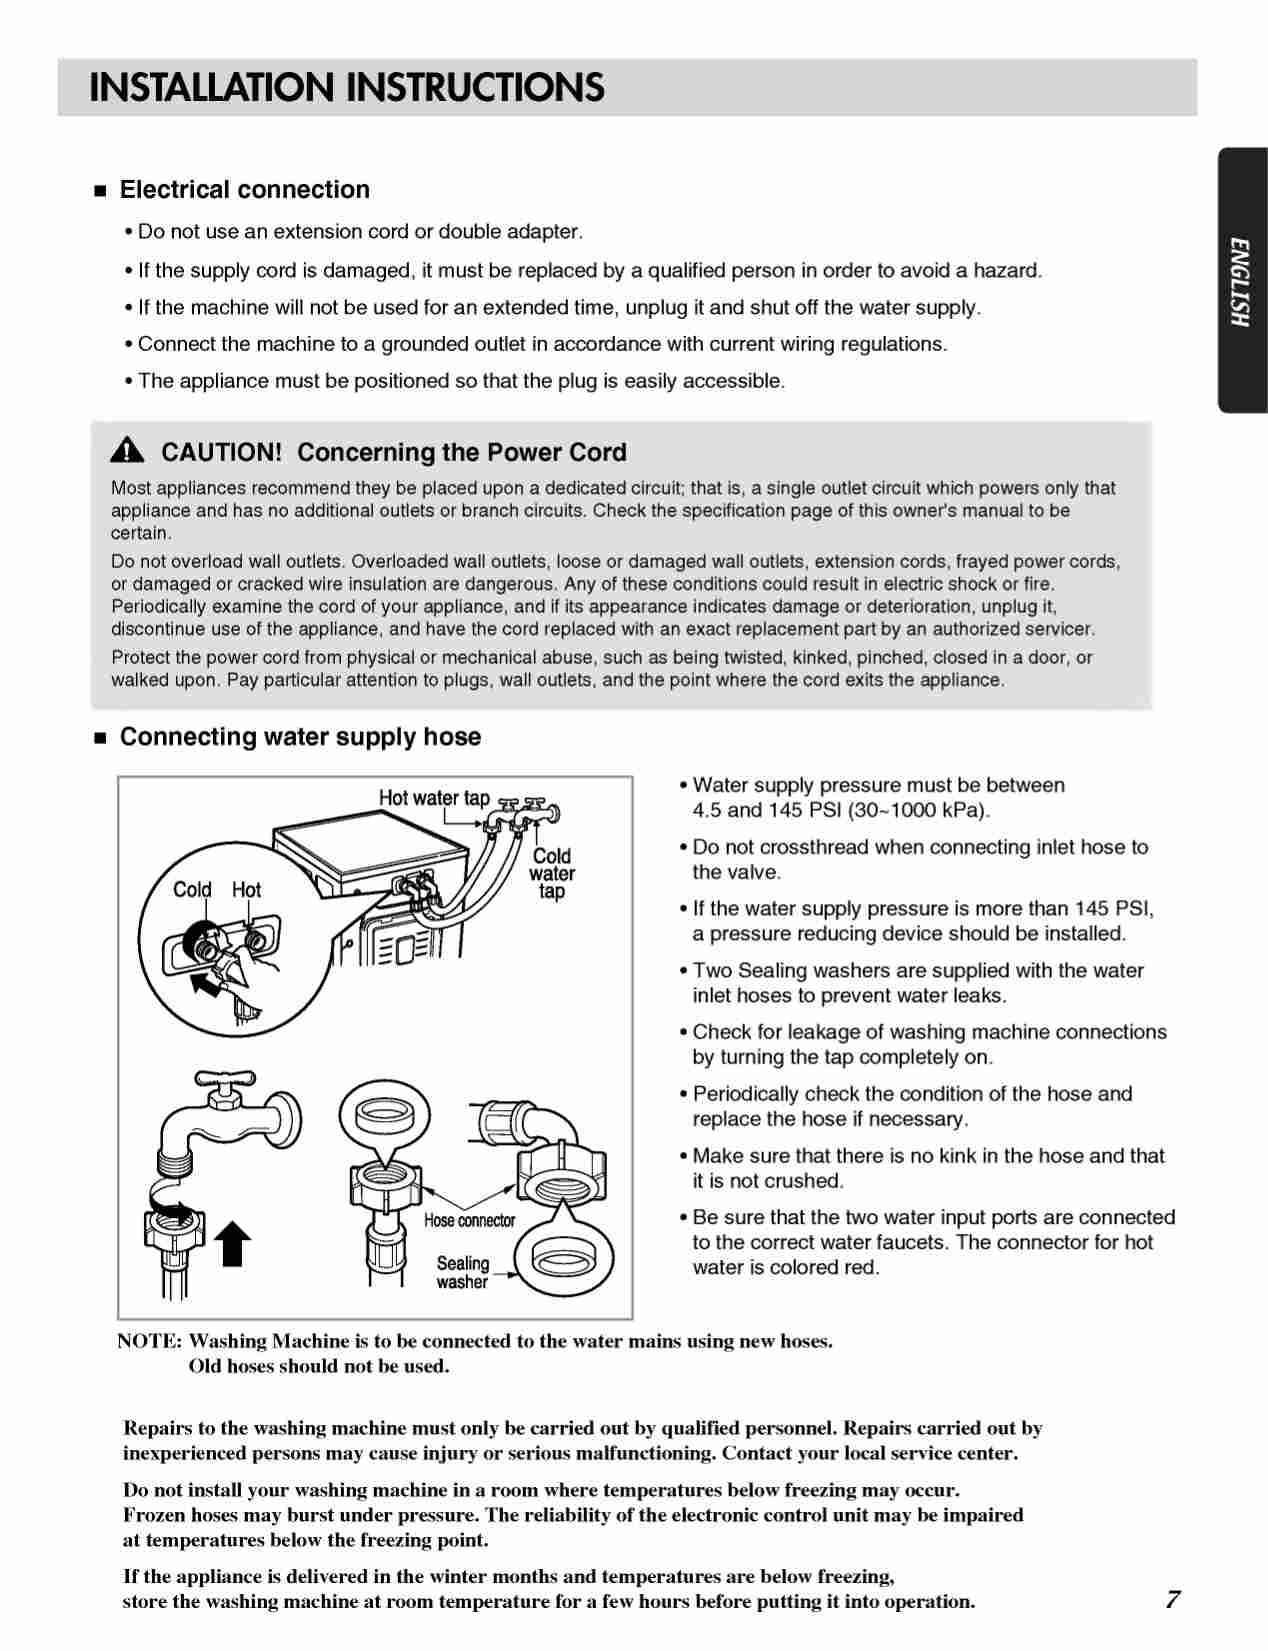 INSTALLATION INSTRUCTIONS
ENGLISH
■ Electrical connection
• Do not use an extension cord or double adapter.
• If the supply cord is damaged, it must be replaced by a qualified person in order to avoid a hazard.
• If the machine will not be used for an extended time, unplug it and shut off the water supply.
• Connect the machine to a grounded outlet in accordance with current wiring regulations.
• The appliance must be positioned so that the plug is easily accessible.
CAUTION! Concerning the Power Cord
Most appliances recommend they be placed upon a dedicated circuit; that is, a single outlet circuit which powers only that
appliance and has no additional outlets or branch circuits. Check the specification page of this owner's manual to be
certain.
Do not overload wall outlets. Overloaded wall outlets, loose or damaged wall outlets, extension cords, frayed power cords,
or damaged or cracked wire insulation are dangerous. Any of these conditions could result in electric shock or fire.
Periodically examine the cord of your appliance, and if its appearance indicates damage or deterioration, unplug it,
discontinue use of the appliance, and have the cord replaced with an exact replacement part by an authorized servicer.
Protect the power cord from physical or mechanical abuse, such as being twisted, kinked, pinched, closed in a door, or
walked upon. Pay particular attention to plugs, wall outlets, and the point where the cord exits the appliance.
■ Connecting water supply hose
Hot water tap
Cold
water
tap
Cold Hot
Hose connector
Sealing
washer
• Water supply pressure must be between
4.5 and 145 PSI (30~1000 kPa).
• Do not crossthread when connecting inlet hose to
the valve.
• If the water supply pressure is more than 145 PSI,
a pressure reducing device should be installed.
• Two Sealing washers are supplied with the water
inlet hoses to prevent water leaks.
• Check for leakage of washing machine connections
by turning the tap completely on.
• Periodically check the condition of the hose and
replace the hose if necessary.
• Make sure that there is no kink in the hose and that
it is not crushed.
• Be sure that the two water input ports are connected
to the correct water faucets. The connector for hot
water is colored red.
NOTE: Washing Machine is to be connected to the water mains using new hoses.
Old hoses should not be used.
Repairs to the washing machine must only be carried out by qualified personnel. Repairs carried out by
inexperienced persons may cause injury or serious malfunctioning. Contact your local service center.
Do not install your washing machine in a room where temperatures below freezing may occur.
Frozen hoses may burst under pressure. The reliability of the electronic control unit may be impaired
at temperatures below the freezing point.
If the appliance is delivered in the winter months and temperatures are below freezing,
store the washing machine at room temperature for a few hours before putting it into operation.
7